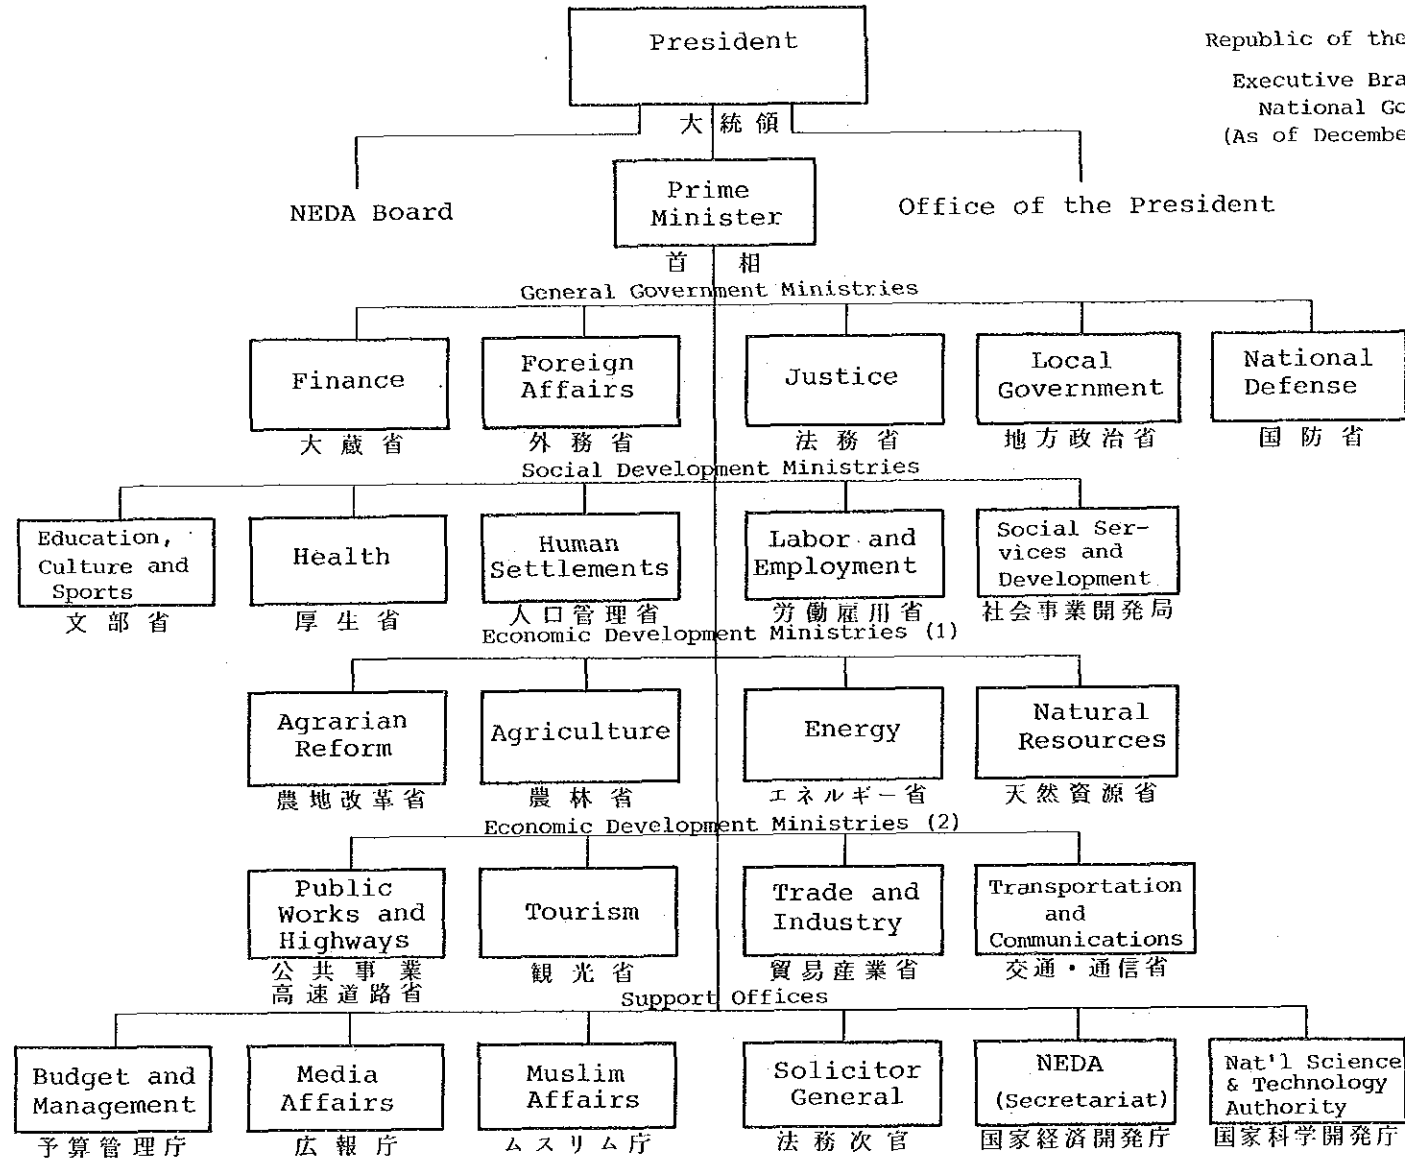 President
大統領
Republic of the
Executive Bra
National Go
(As of Decembe
NEDA Board
Prime
Minister
首相
Office of the President
General Government Ministries
Finance
大蔵省
Foreign
Affairs
外務省
Justice
法務省
Local
Government
地方政治省
National
Defense
国防省
Social Development Ministries
Education,
Culture and
Sports
文部省
Health
厚生省
Human
Settlements
人口管理省
Labor and
Employment
労働雇用省
Social Ser-
vices and
Development
社会事業開発局
Economic Development Ministries (1)
Agrarian
Reform
農地改革省
Agriculture
農林省
Energy
エネルギー省
Natural
Resources
天然資源省
Economic Development Ministries (2)
Public
Works and
Highways
公共事業
高速道路省
Tourism
観光省
Trade and
Industry
貿易産業省
Transportation
and
Communications
交通・通信省
Support Offices
Budget and
Management
予算管理庁
Media
Affairs
広報庁
Muslim
Affairs
ムスリム庁
Solicitor
General
法務次官
NEDA
(Secretariat)
国家経済開発庁
Nat'l Science
& Technology
Authority
国家科学開発庁